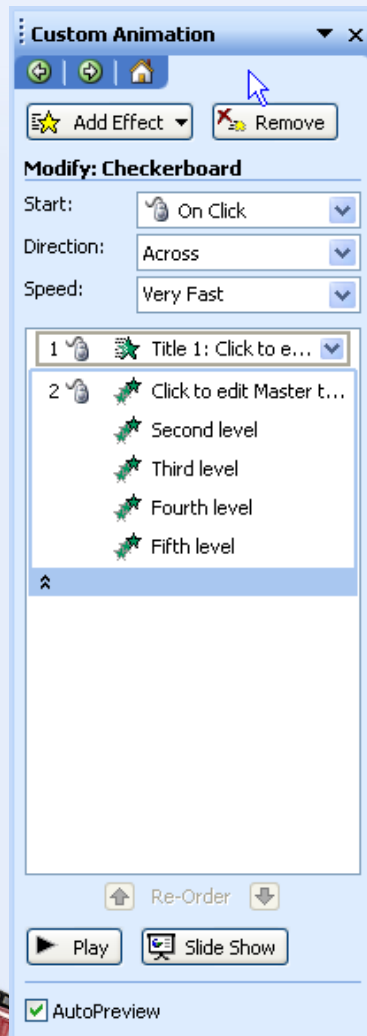 Custom Animation
Add Effect Remove
Modify: Checkerboard
Start: On Click
Direction: Across
Speed: Very Fast
1 Title 1: Click to e...
2 Click to edit Master t...
Second level
Third level
Fourth level
Fifth level
Re-Order
Play Slide Show
AutoPreview